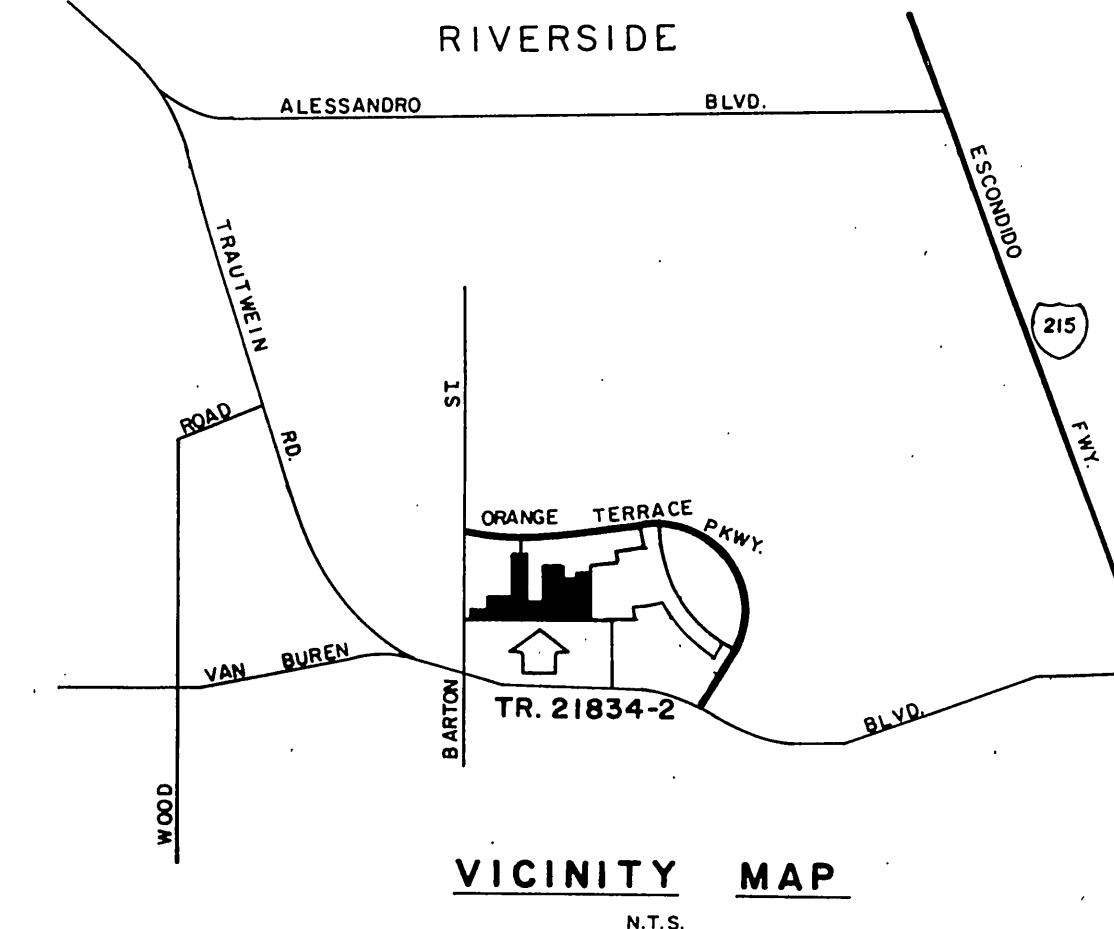 RIVERSIDE
ALESSANDRO BLVD.
ESCONDIDO FWY.
215
TRAUTWEIN RD.
BARTON ST.
WOOD ROAD
ORANGE TERRACE PKWY.
VAN BUREN BLVD.
TR. 21834-2
VICINITY MAP
N.T.S.